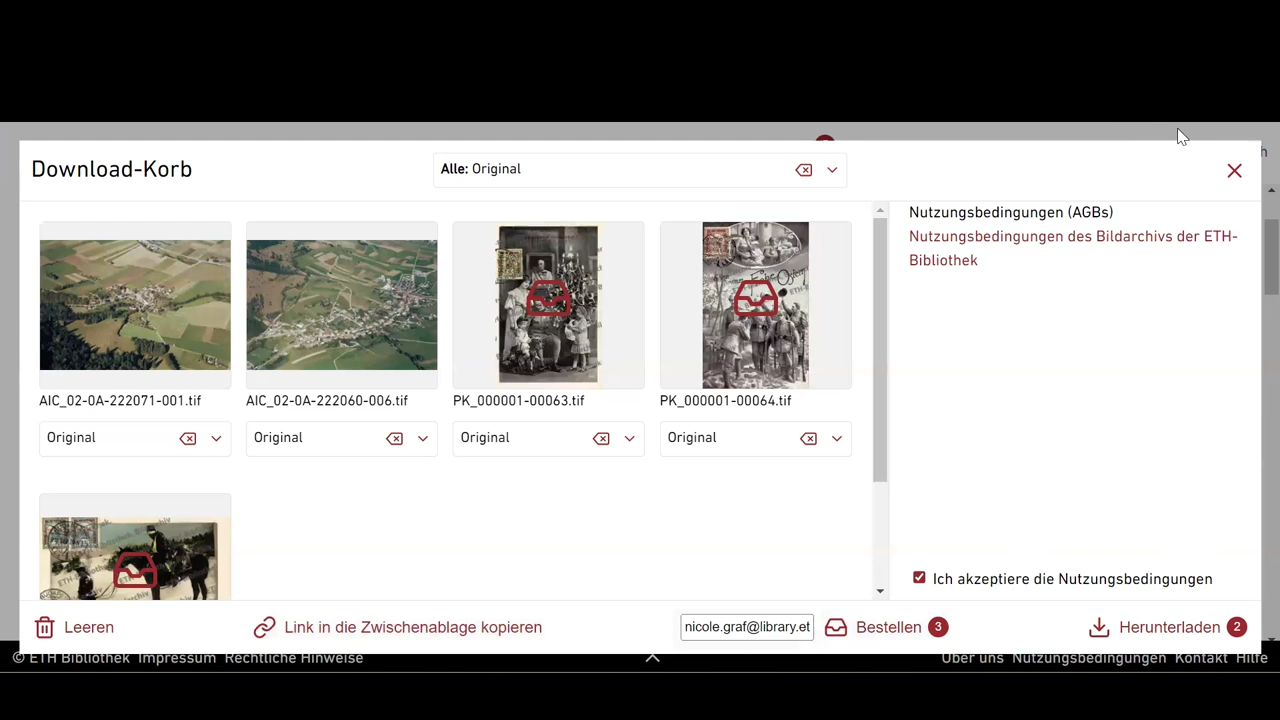 h
Download-Korb
Alle: Original
Nutzungsbedingungen (AGBs)
Nutzungsbedingungen des Bildarchivs der ETH-
Bibliothek
AIC_02-0A-222071-001.tif
AIC_02-0A-222060-006.tif
PK_000001-00063.tif
PK_000001-00064.tif
Original
Original
Original
Original
Ich akzeptiere die Nutzungsbedingungen
Leeren
Link in die Zwischenablage kopieren
nicole.graf@library.et
Bestellen 3
Herunterladen 2
© ETH Bibliothek Impressum Rechtliche Hinweise
Über uns Nutzungsbedingungen Kontakt Hilfe